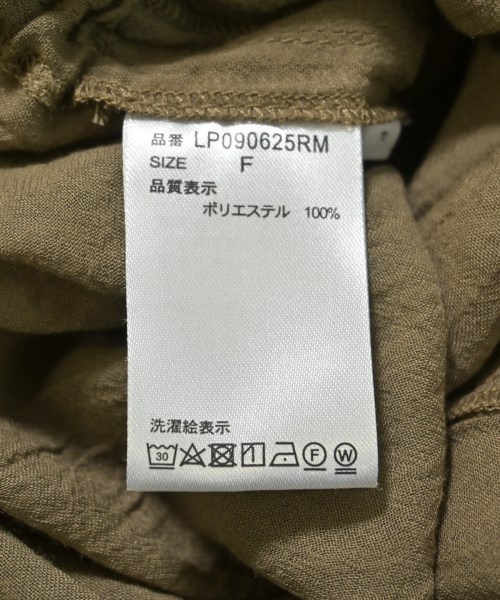 品番 LP090625RM
SIZE F
品質表示
ポリエステル 100%
洗濯絵表示
30 F W